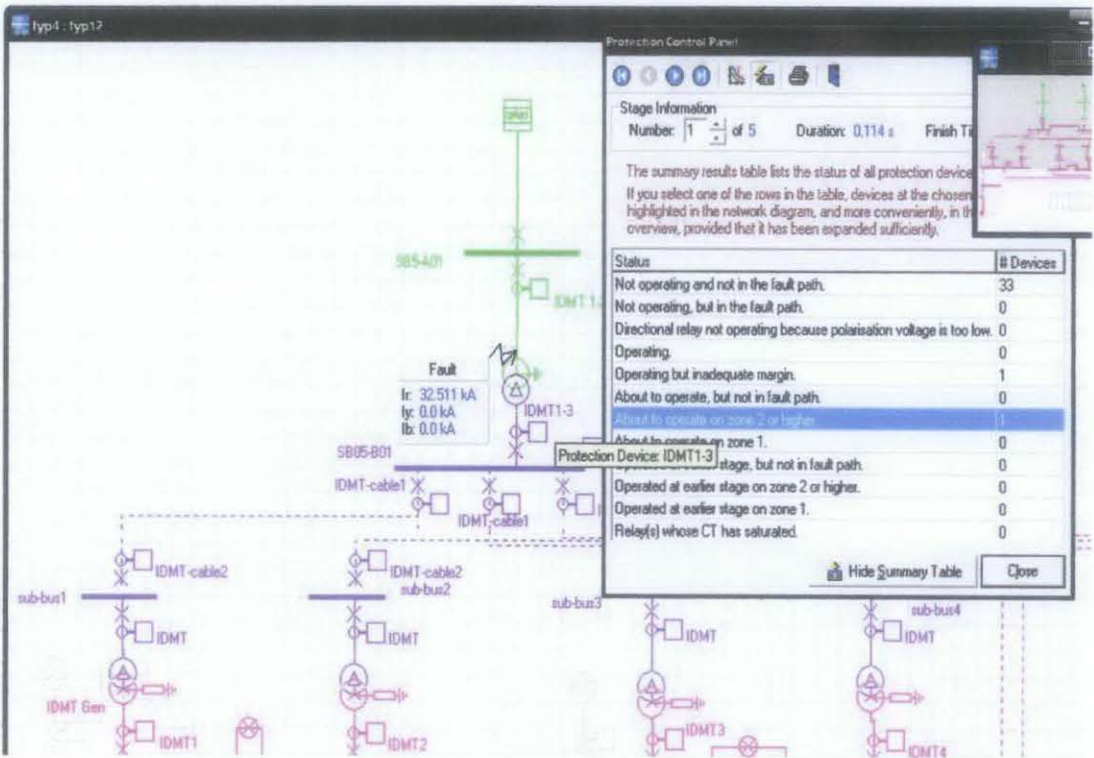 fyp4 : fyp12
Protection Control Panel
Stage Information
Number: 1 of 5 Duration: 0.114 s Finish Ti
The summary results table lists the status of all protection device
If you select one of the rows in the table, devices at the chosen
highlighted in the network diagram, and more conveniently, in th
overview, provided that it has been expanded sufficiently.
Status # Devices
Not operating and not in the fault path. 33
Not operating, but in the fault path. 0
Directional relay not operating because polarisation voltage is too low. 0
Operating. 0
Operating but inadequate margin. 1
About to operate, but not in fault path. 0
About to operate on zone 2 or higher. 1
About to operate on zone 1. 0
stage, but not in fault path. 0
Operated at earlier stage on zone 2 or higher. 0
Operated at earlier stage on zone 1. 0
Relay(s) whose CT has saturated. 0
Hide Summary Table Close
SB5-A01
IDMT 1-
Fault
Ir: 32.511 kA
Iy: 0.0 kA
Ib: 0.0 kA
IDMT1-3
Protection Device: IDMT1-3
SB05-B01
IDMT-cable1
IDMT-cable1
IDMT-cable2
IDMT-cable2
sub-bus1
sub-bus2
sub-bus3
sub-bus4
IDMT
IDMT
IDMT
IDMT
IDMT Gen
IDMT1
IDMT2
IDMT3
IDMT4